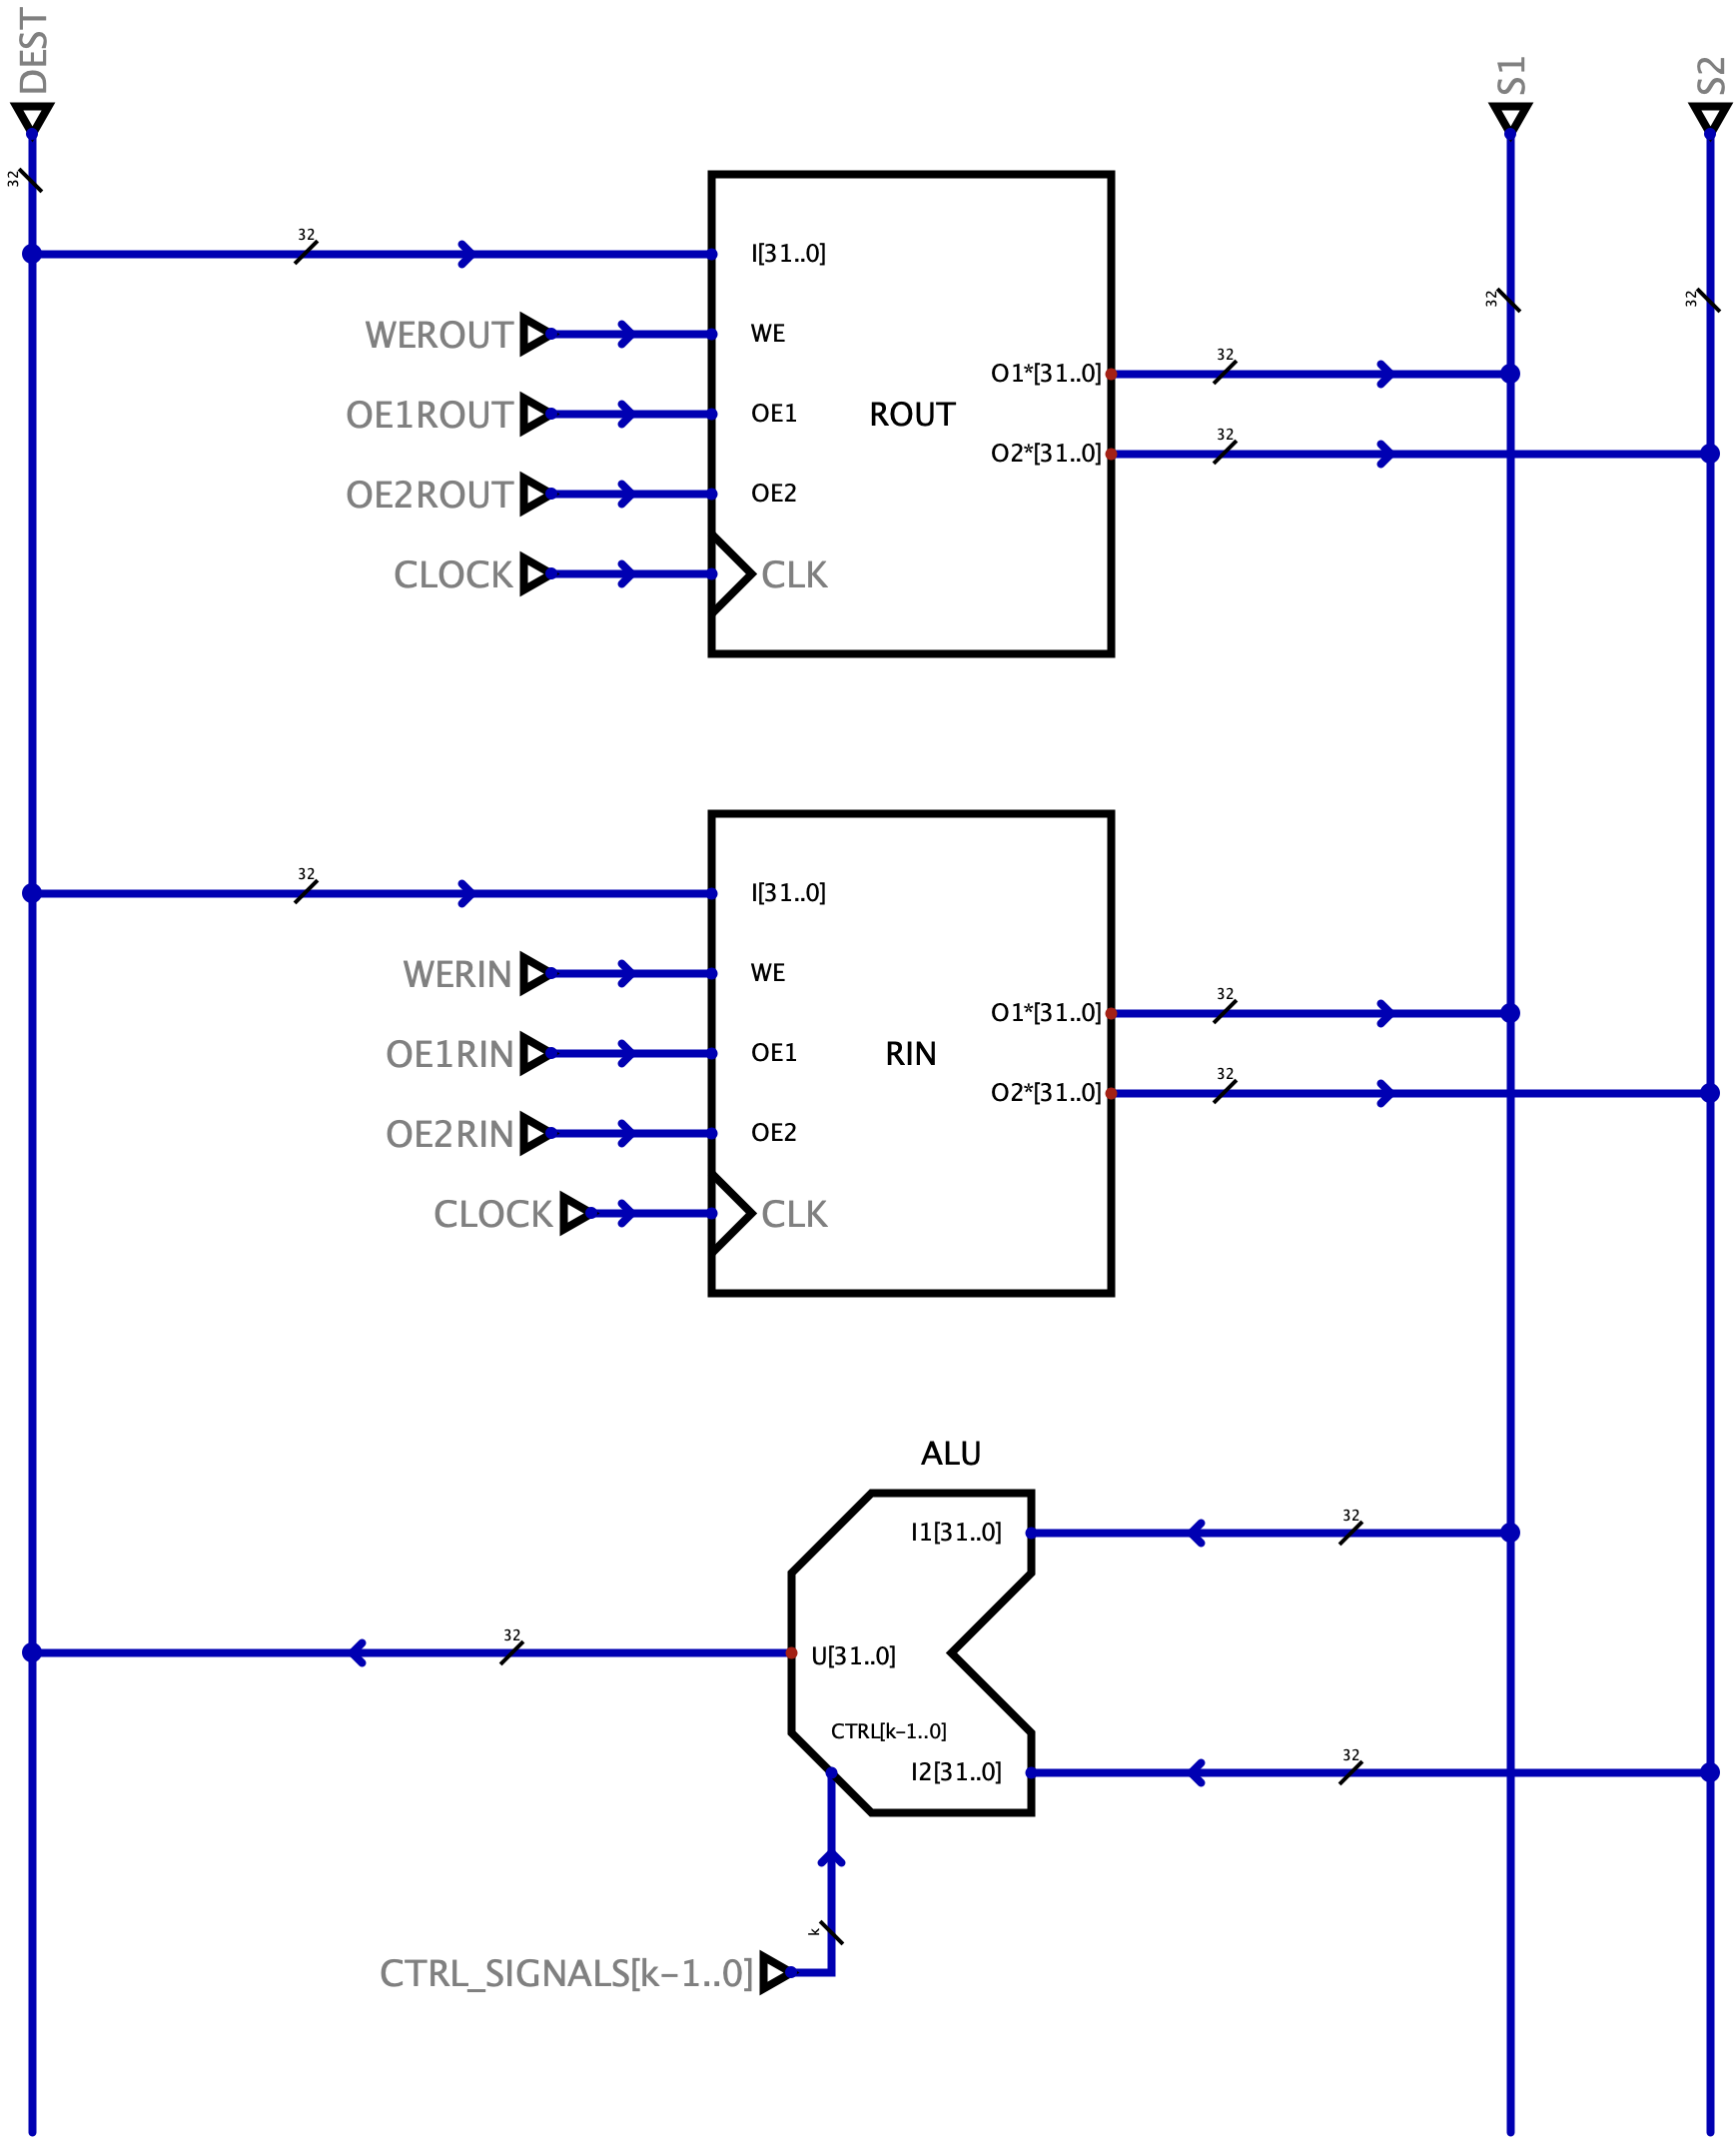 DEST
S1
S2
32
32
I[31..0]
WEROUT
WE
32
32
32
O1*[31..0]
OE1ROUT
OE1
ROUT
32
O2*[31..0]
OE2ROUT
OE2
CLOCK
CLK
32
I[31..0]
WERIN
WE
32
O1*[31..0]
OE1RIN
OE1
RIN
32
O2*[31..0]
OE2RIN
OE2
CLOCK
CLK
ALU
I1[31..0]
32
32
U[31..0]
CTRL[k-1..0]
I2[31..0]
32
k
CTRL_SIGNALS[k-1..0]